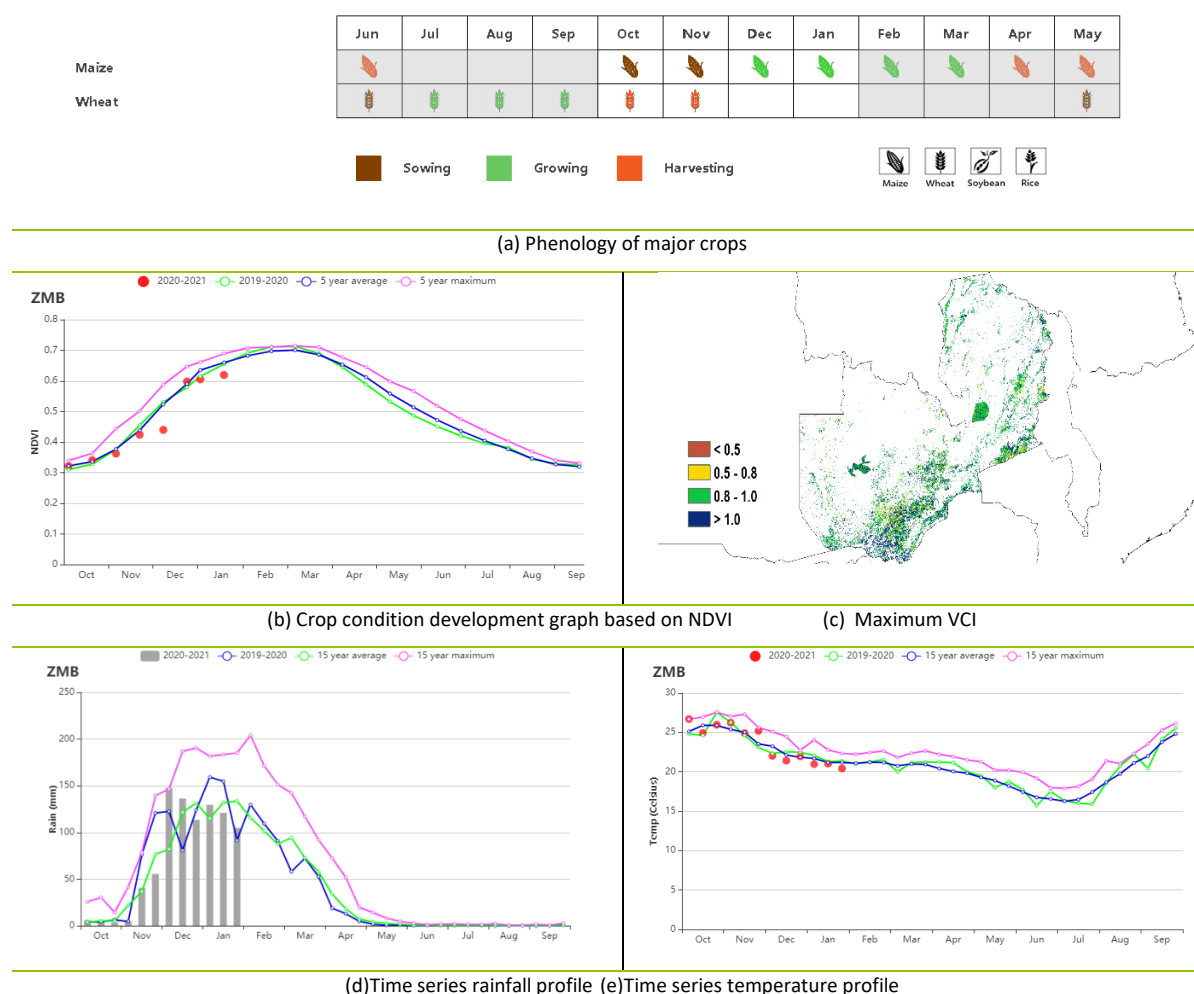 Jun Jul Aug Sep Oct Nov Dec Jan Feb Mar Apr May
Maize
Wheat
Sowing Growing Harvesting
Maize Wheat Soybean Rice
(a) Phenology of major crops
2020-2021 2019-2020 5 year average 5 year maximum
ZMB
0.8
0.7
0.6
0.5
0.4
0.3
0.2
0.1
0
NDVI
Oct Nov Dec Jan Feb Mar Apr May Jun Jul Aug Sep
< 0.5
0.5 - 0.8
0.8 - 1.0
> 1.0
(b) Crop condition development graph based on NDVI (c) Maximum VCI
2020-2021 2019-2020 15 year average 15 year maximum
ZMB
250
200
150
100
50
0
Rain (mm)
Oct Nov Dec Jan Feb Mar Apr May Jun Jul Aug Sep
2020-2021 2019-2020 15 year average 15 year maximum
ZMB
30
25
20
15
10
5
0
Temp (Celsius)
Oct Nov Dec Jan Feb Mar Apr May Jun Jul Aug Sep
(d)Time series rainfall profile (e)Time series temperature profile